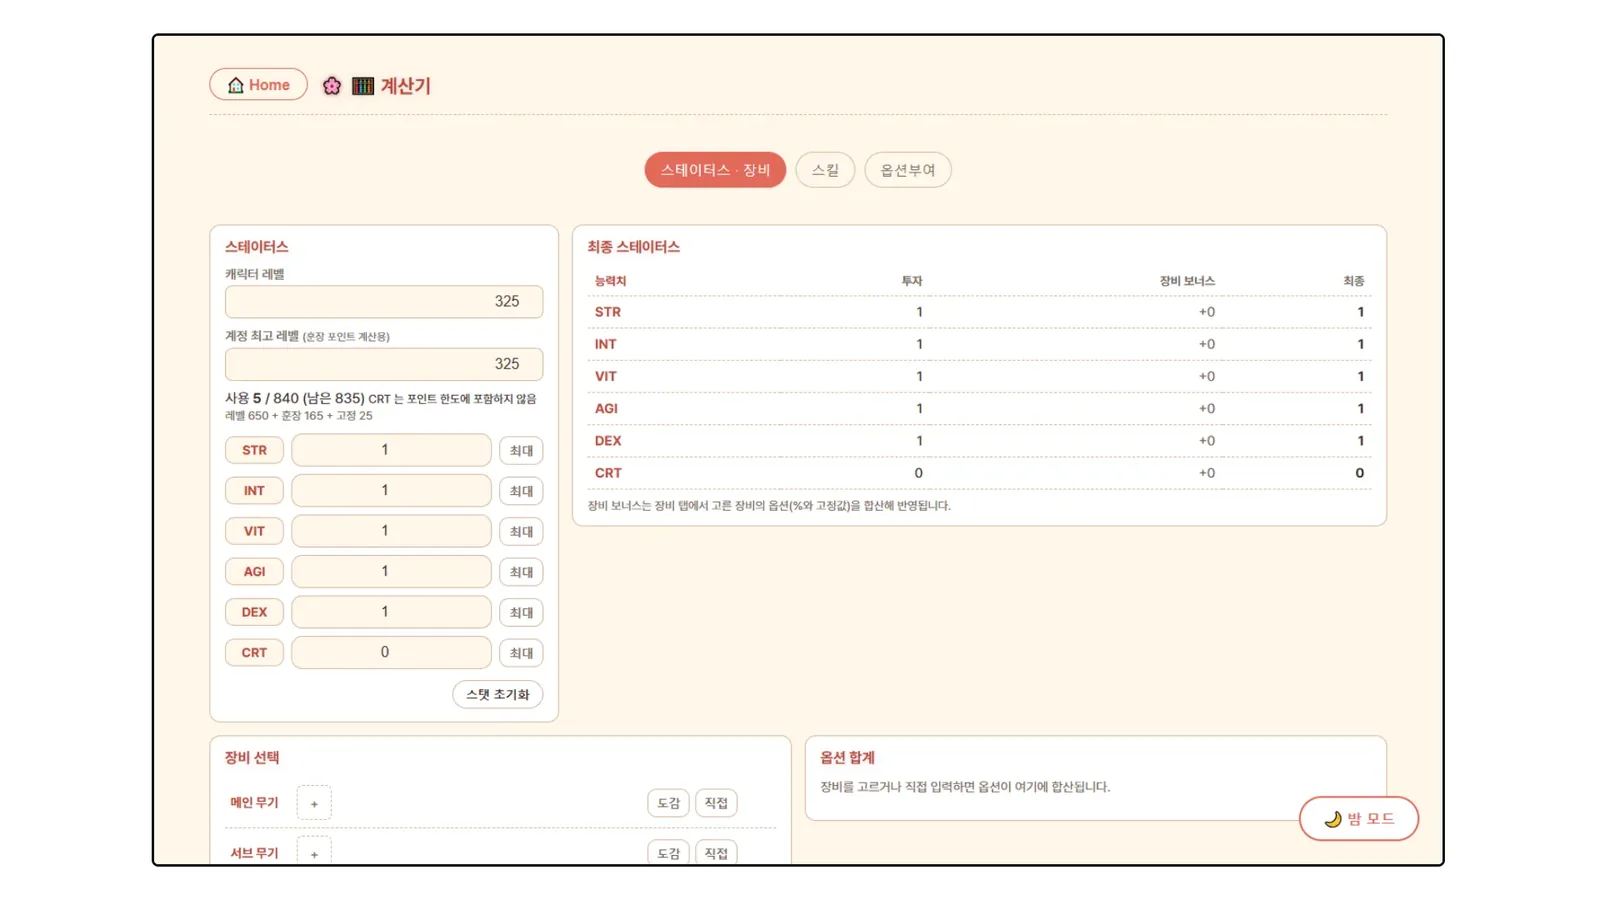 Home 계산기
스테이터스 · 장비 스킬 옵션부여
스테이터스
캐릭터 레벨
325
계정 최고 레벨 (훈장 포인트 계산용)
325
사용 5 / 840 (남은 835) CRT 는 포인트 한도에 포함하지 않음
레벨 650 + 훈장 165 + 고정 25
STR 1 최대
INT 1 최대
VIT 1 최대
AGI 1 최대
DEX 1 최대
CRT 0 최대
스탯 초기화
최종 스테이터스
능력치 투자 장비 보너스 최종
STR 1 +0 1
INT 1 +0 1
VIT 1 +0 1
AGI 1 +0 1
DEX 1 +0 1
CRT 0 +0 0
장비 보너스는 장비 탭에서 고른 장비의 옵션(%와 고정값)을 합산해 반영됩니다.
장비 선택
메인 무기 + 도감 직접
서브 무기 + 도감 직접
옵션 합계
장비를 고르거나 직접 입력하면 옵션이 여기에 합산됩니다.
밤 모드